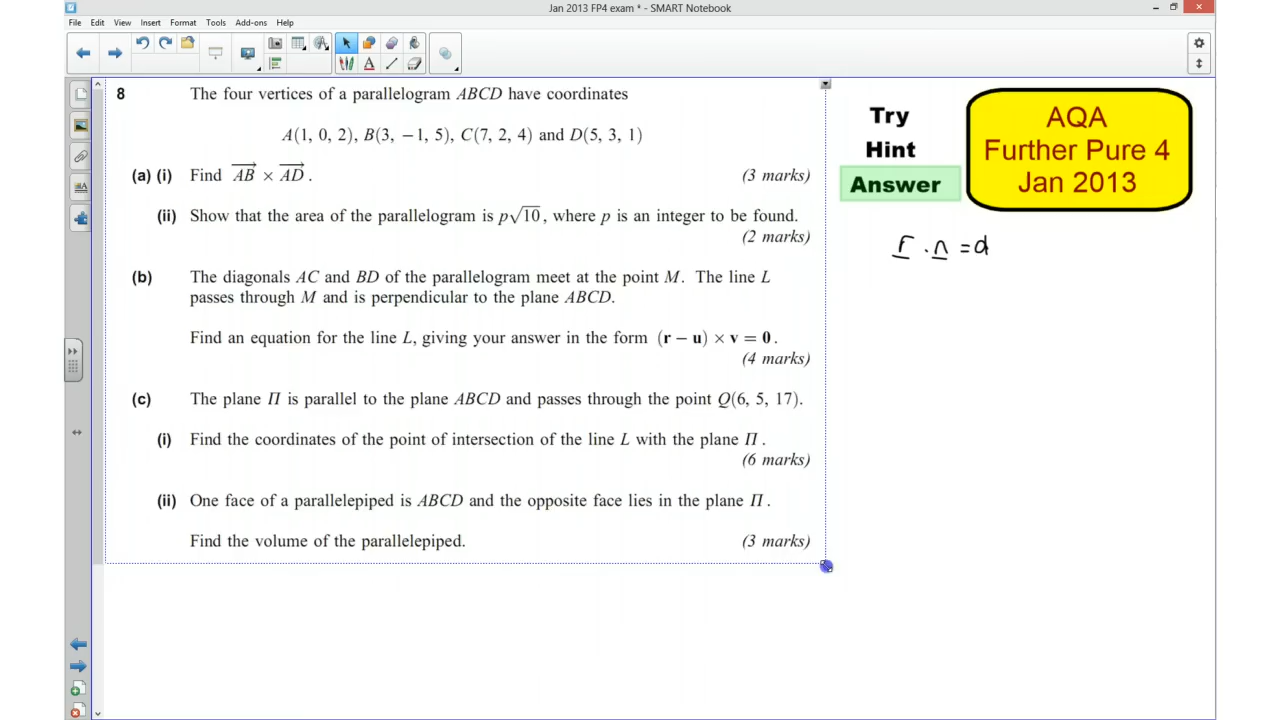 Jan 2013 FP4 exam * - SMART Notebook
File Edit View Insert Format Tools Add-ons Help
8 The four vertices of a parallelogram ABCD have coordinates
A(1, 0, 2), B(3, −1, 5), C(7, 2, 4) and D(5, 3, 1)
(a) (i) Find \overrightarrow{AB} × \overrightarrow{AD} .
(3 marks)
(ii) Show that the area of the parallelogram is p√10, where p is an integer to be found.
(2 marks)
(b) The diagonals AC and BD of the parallelogram meet at the point M. The line L
passes through M and is perpendicular to the plane ABCD.
Find an equation for the line L, giving your answer in the form (r − u) × v = 0 .
(4 marks)
(c) The plane Π is parallel to the plane ABCD and passes through the point Q(6, 5, 17).
(i) Find the coordinates of the point of intersection of the line L with the plane Π .
(6 marks)
(ii) One face of a parallelepiped is ABCD and the opposite face lies in the plane Π .
Find the volume of the parallelepiped.
(3 marks)
Try
Hint
Answer
AQA
Further Pure 4
Jan 2013
r . n = d